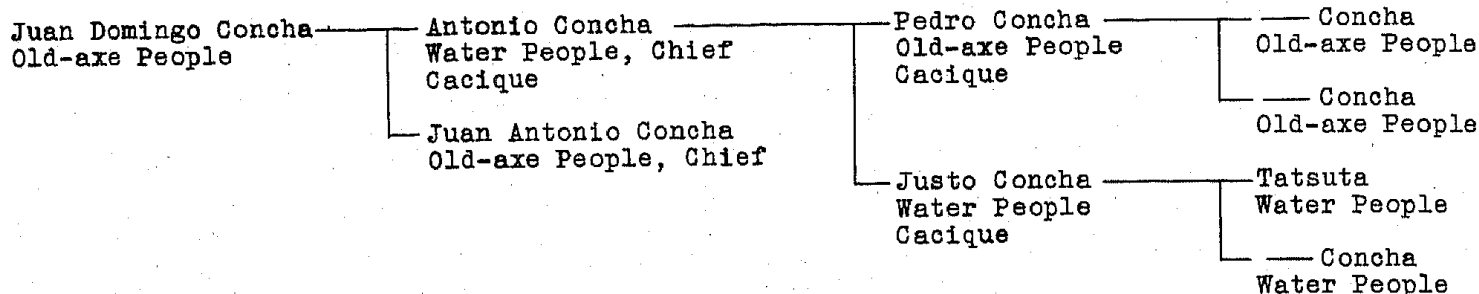 Juan Domingo Concha
Old-axe People
Antonio Concha
Water People, Chief
Cacique
Juan Antonio Concha
Old-axe People, Chief
Pedro Concha
Old-axe People
Cacique
Justo Concha
Water People
Cacique
— Concha
Old-axe People
— Concha
Old-axe People
Tatsuta
Water People
— Concha
Water People